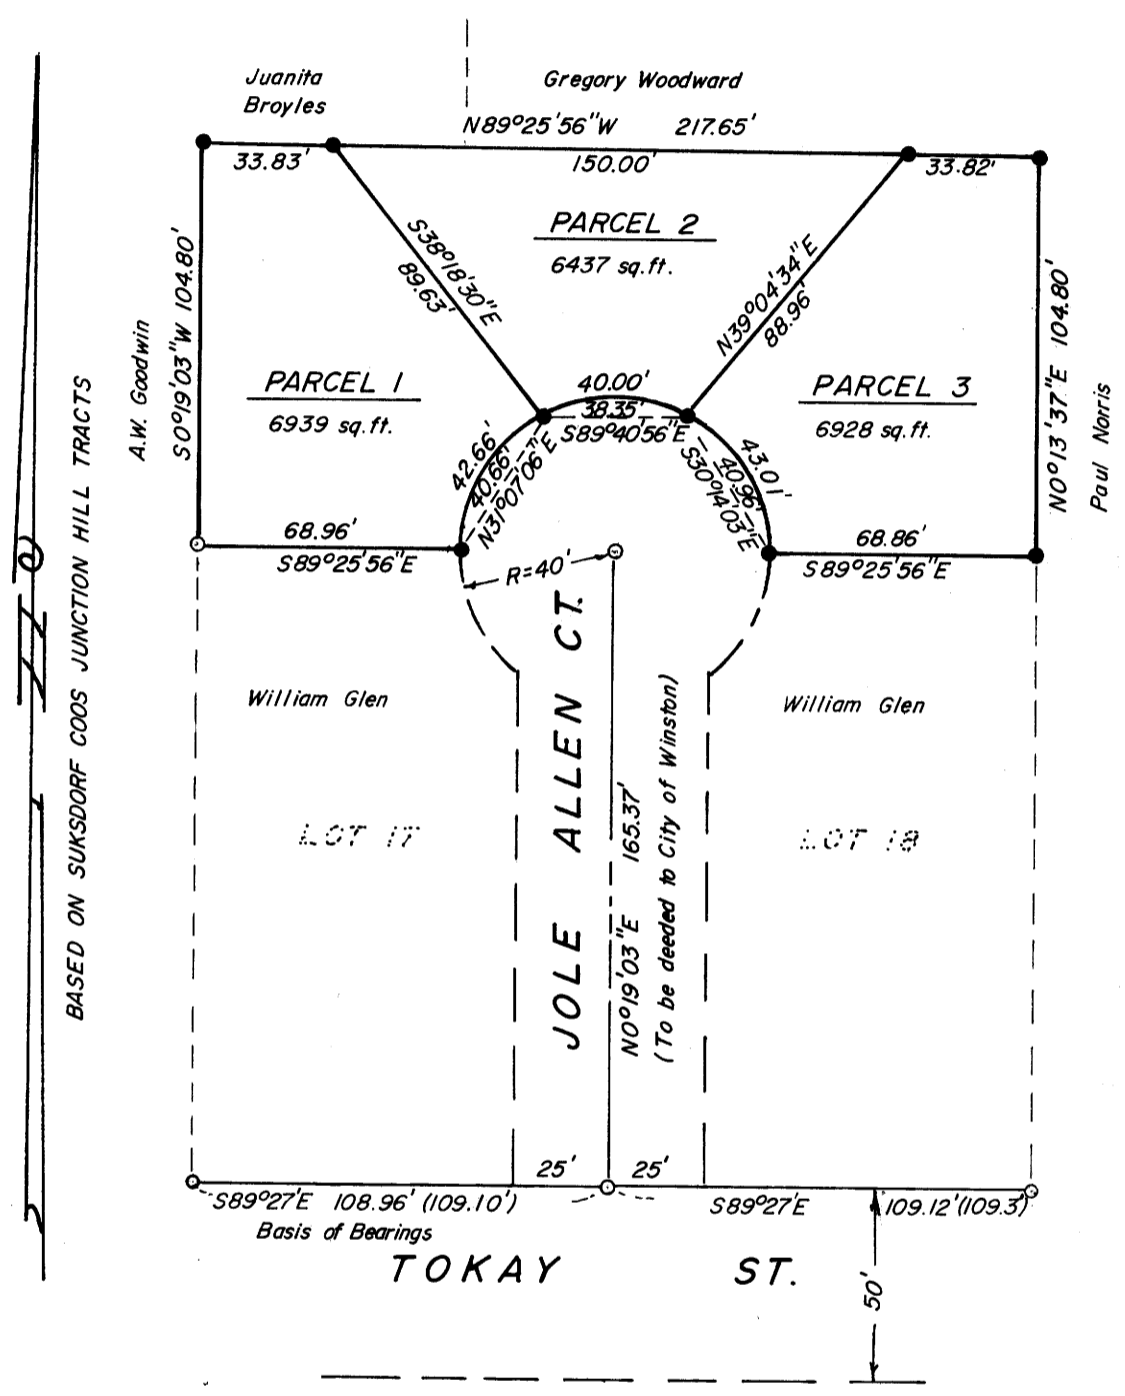 Juanita
Broyles
Gregory Woodward
N89°25'56"W 217.65'
33.83'
150.00'
33.82'
PARCEL 2
6437 sq.ft.
S38°18'30"E
89.63'
N39°04'34"E
88.96'
A.W. Goodwin
S0°19'03"W 104.80'
N0°13'37"E 104.80'
Paul Norris
BASED ON SUKSDORF COOS JUNCTION HILL TRACTS
PARCEL 1
6939 sq.ft.
PARCEL 3
6928 sq.ft.
40.00'
38.35'
S89°40'56"E
42.66'
40.66'
N31°07'06"E
43.01'
40.96'
S30°14'03"E
68.96'
S89°25'56"E
68.86'
S89°25'56"E
R=40'
William Glen
William Glen
LOT 17
LOT 18
JOLE ALLEN CT.
N0°19'03"E 165.37'
(To be deeded to City of Winston)
25'
25'
S89°27'E 108.96' (109.10')
Basis of Bearings
S89°27'E 109.12' (109.3')
TOKAY ST.
50'